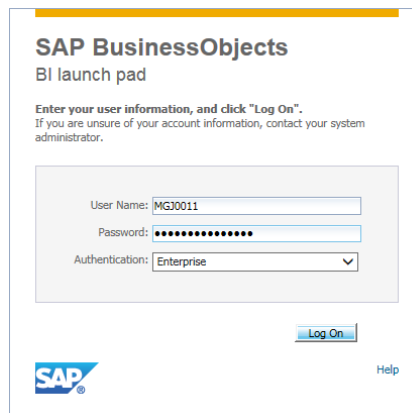 SAP BusinessObjects
BI launch pad
Enter your user information, and click "Log On".
If you are unsure of your account information, contact your system
administrator.
User Name: MGJ0011
Password: •••••••••••••••
Authentication: Enterprise
Log On
Help
SAP®